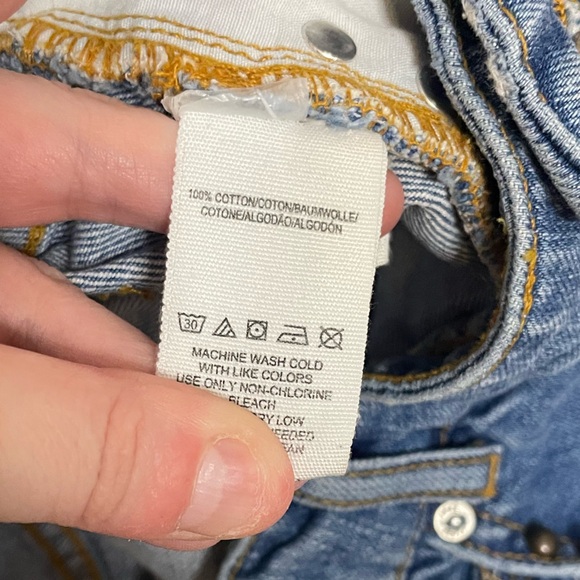 100% COTTON/COTON/BAUMWOLLE/
COTONE/ALGODÃO/ALGODÓN
30
MACHINE WASH COLD
WITH LIKE COLORS
USE ONLY NON-CHLORINE
BLEACH
LOW